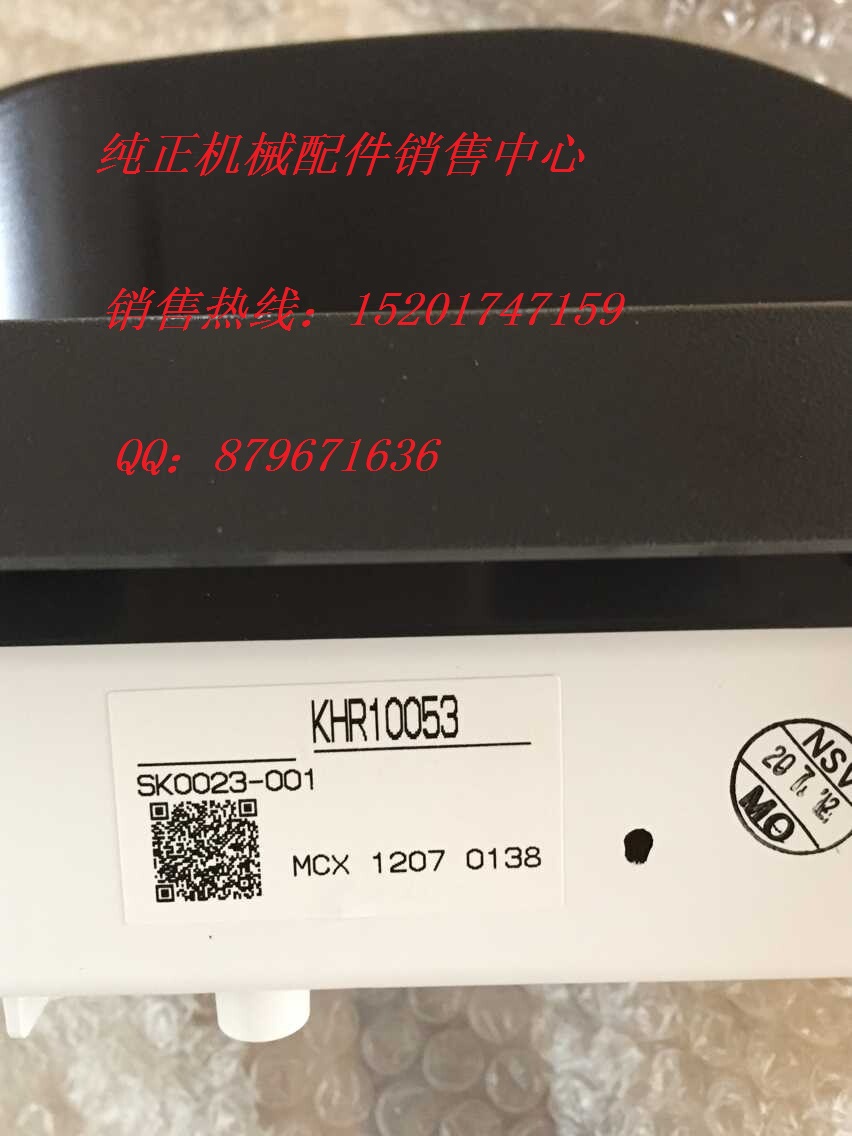 纯正机械配件销售中心
销售热线：15201747159
QQ：879671636
KHR10053
SK0023-001
MCX 1207 0138
NSV
20 7. '12
MΘ